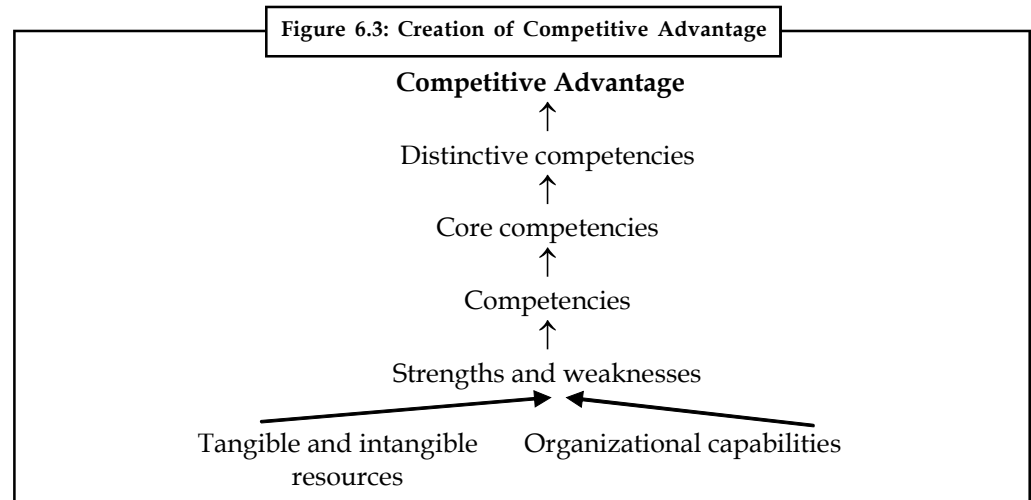 Figure 6.3: Creation of Competitive Advantage
Competitive Advantage
↑
Distinctive competencies
↑
Core competencies
↑
Competencies
↑
Strengths and weaknesses
Tangible and intangible
resources
Organizational capabilities